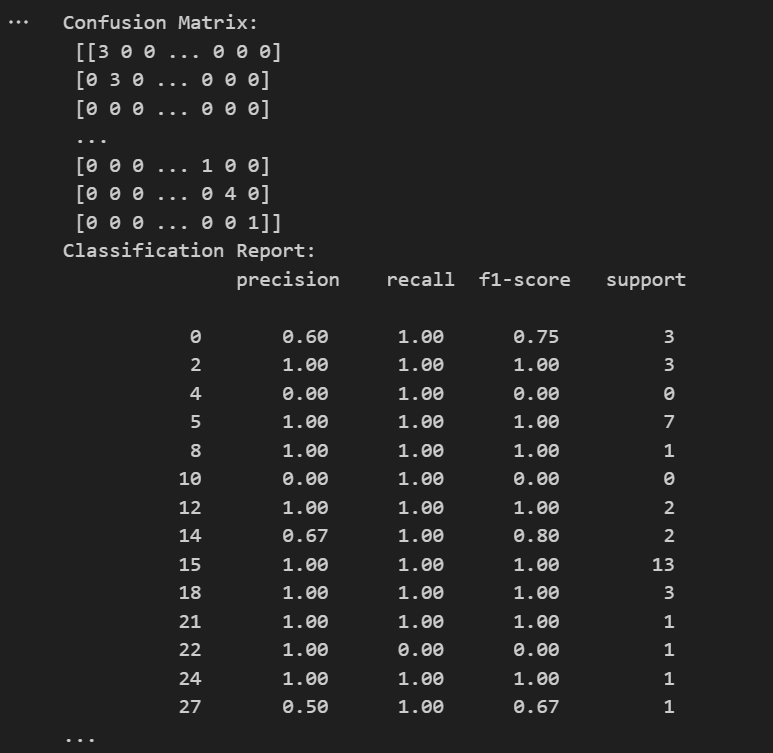 ... Confusion Matrix:
[[3 0 0 ... 0 0 0]
[0 3 0 ... 0 0 0]
[0 0 0 ... 0 0 0]
...
[0 0 0 ... 1 0 0]
[0 0 0 ... 0 4 0]
[0 0 0 ... 0 0 1]]
Classification Report:
precision recall f1-score support
0 0.60 1.00 0.75 3
2 1.00 1.00 1.00 3
4 0.00 1.00 0.00 0
5 1.00 1.00 1.00 7
8 1.00 1.00 1.00 1
10 0.00 1.00 0.00 0
12 1.00 1.00 1.00 2
14 0.67 1.00 0.80 2
15 1.00 1.00 1.00 13
18 1.00 1.00 1.00 3
21 1.00 1.00 1.00 1
22 1.00 0.00 0.00 1
24 1.00 1.00 1.00 1
27 0.50 1.00 0.67 1
...